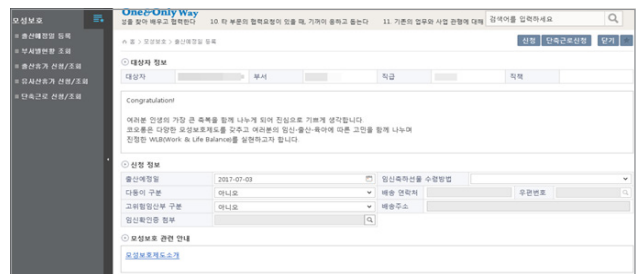 모성보호
One&Only Way
성을 찾아 배우고 협력한다 10. 각 부문의 협력요청이 있을 때, 기꺼이 응하고 돕는다 11. 기존의 업무와 사업 관행에 대해
검색어를 입력하세요
출산예정일 등록
부서별현황 조회
출산휴가 신청/조회
유사산휴가 신청/조회
단축근로 신청/조회
홈 > 모성보호 > 출산예정일 등록
신청 단축근로신청 닫기
대상자 정보
대상자 부서 직급 직책
Congratulation!
여러분 인생의 가장 큰 축복을 함께 나누게 되어 진심으로 기쁘게 생각합니다.
코오롱은 다양한 모성보호제도를 갖추고 여러분의 임신-출산-육아에 따른 고민을 함께 나누며
진정한 WLB(Work & Life Balance)를 실현하고자 합니다.
신청 정보
출산예정일 2017-07-03 임신축하선물 수령방법
다둥이 구분 아니요 배송 연락처 우편번호
고위험임산부 구분 아니요 배송주소
임신확인증 첨부
모성보호 관련 안내
모성보호제도소개